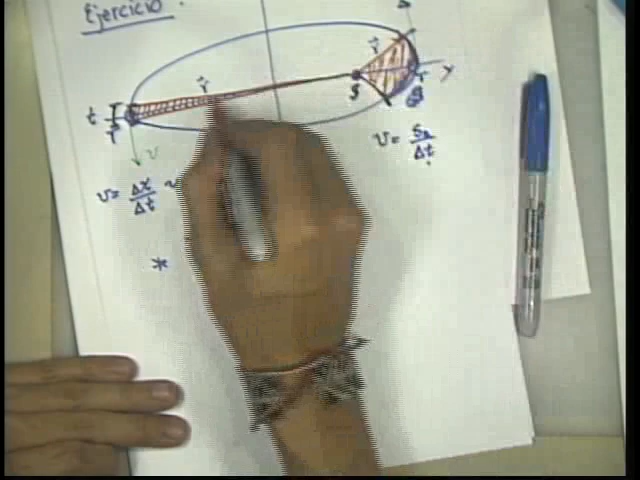 Ejercicio.
r
r
y
S
t
v
v = S₂/Δt
v = Δx/Δt
*